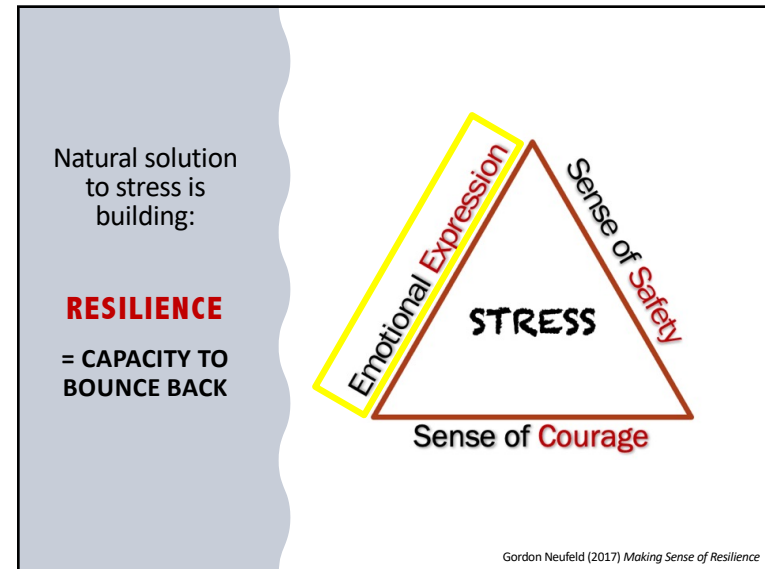 Natural solution
to stress is
building:
RESILIENCE
= CAPACITY TO
BOUNCE BACK
Emotional Expression
Sense of Safety
STRESS
Sense of Courage
Gordon Neufeld (2017) Making Sense of Resilience